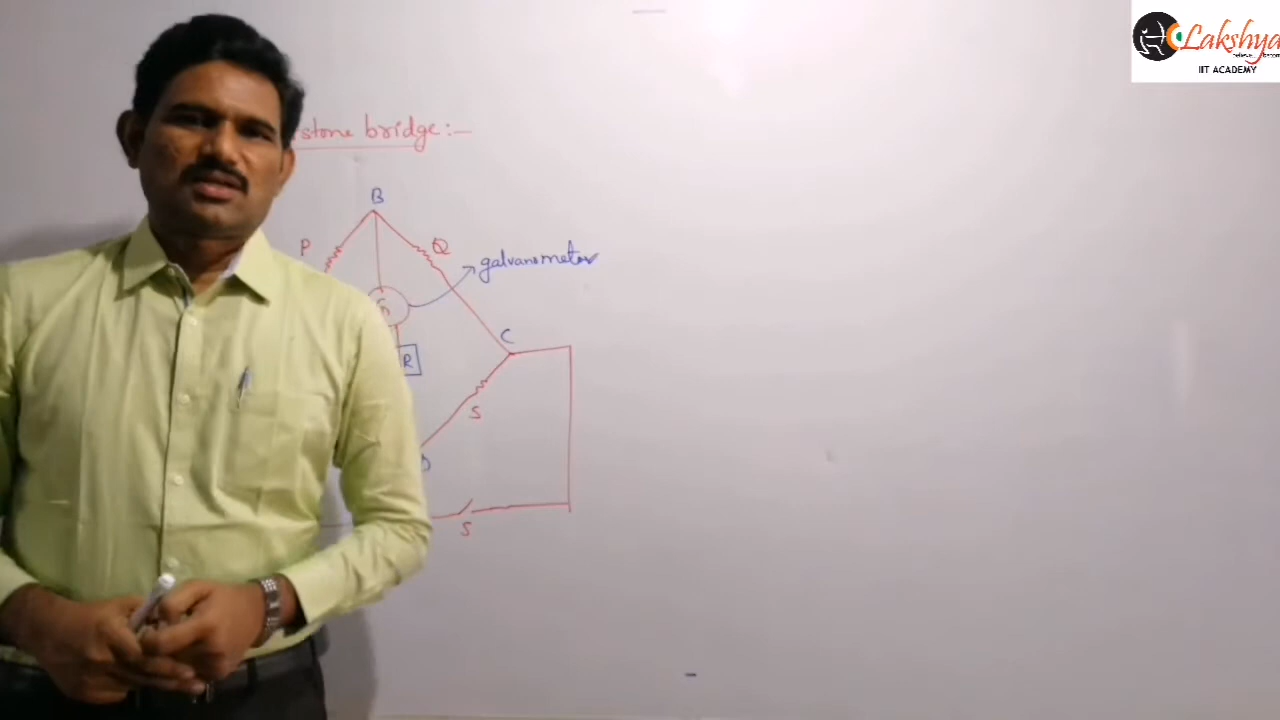 Lakshya
IIT ACADEMY
stone bridge:-
B
P
Q
galvanometer
G
C
R
S
D
S